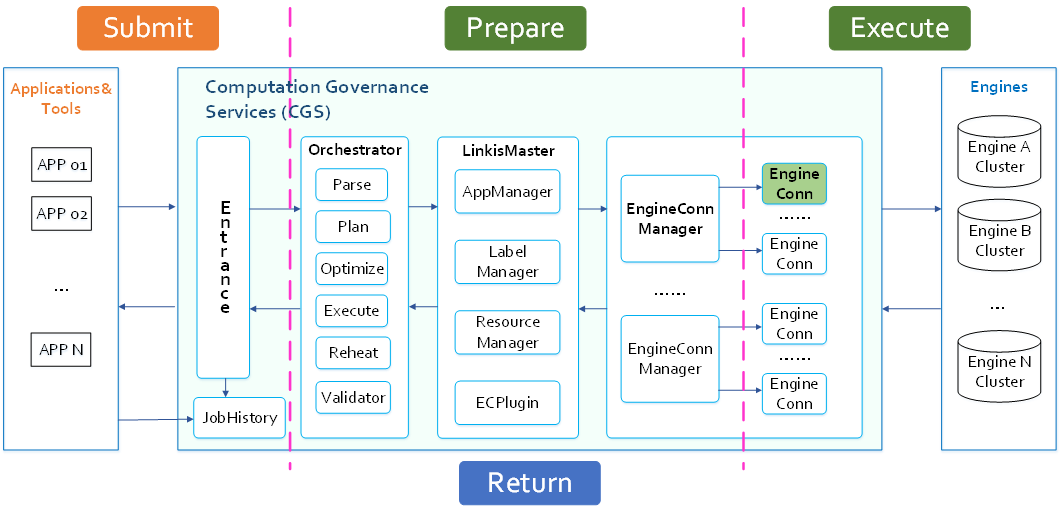 Submit
Prepare
Execute
Applications&
Tools
APP 01
APP 02
...
APP N
Computation Governance
Services (CGS)
Entrance
JobHistory
Orchestrator
Parse
Plan
Optimize
Execute
Reheat
Validator
LinkisMaster
AppManager
Label
Manager
Resource
Manager
ECPlugin
EngineConn
Manager
......
EngineConn
Manager
Engine
Conn
......
Engine
Conn
Engine
Conn
......
Engine
Conn
Engines
Engine A
Cluster
Engine B
Cluster
...
Engine N
Cluster
Return